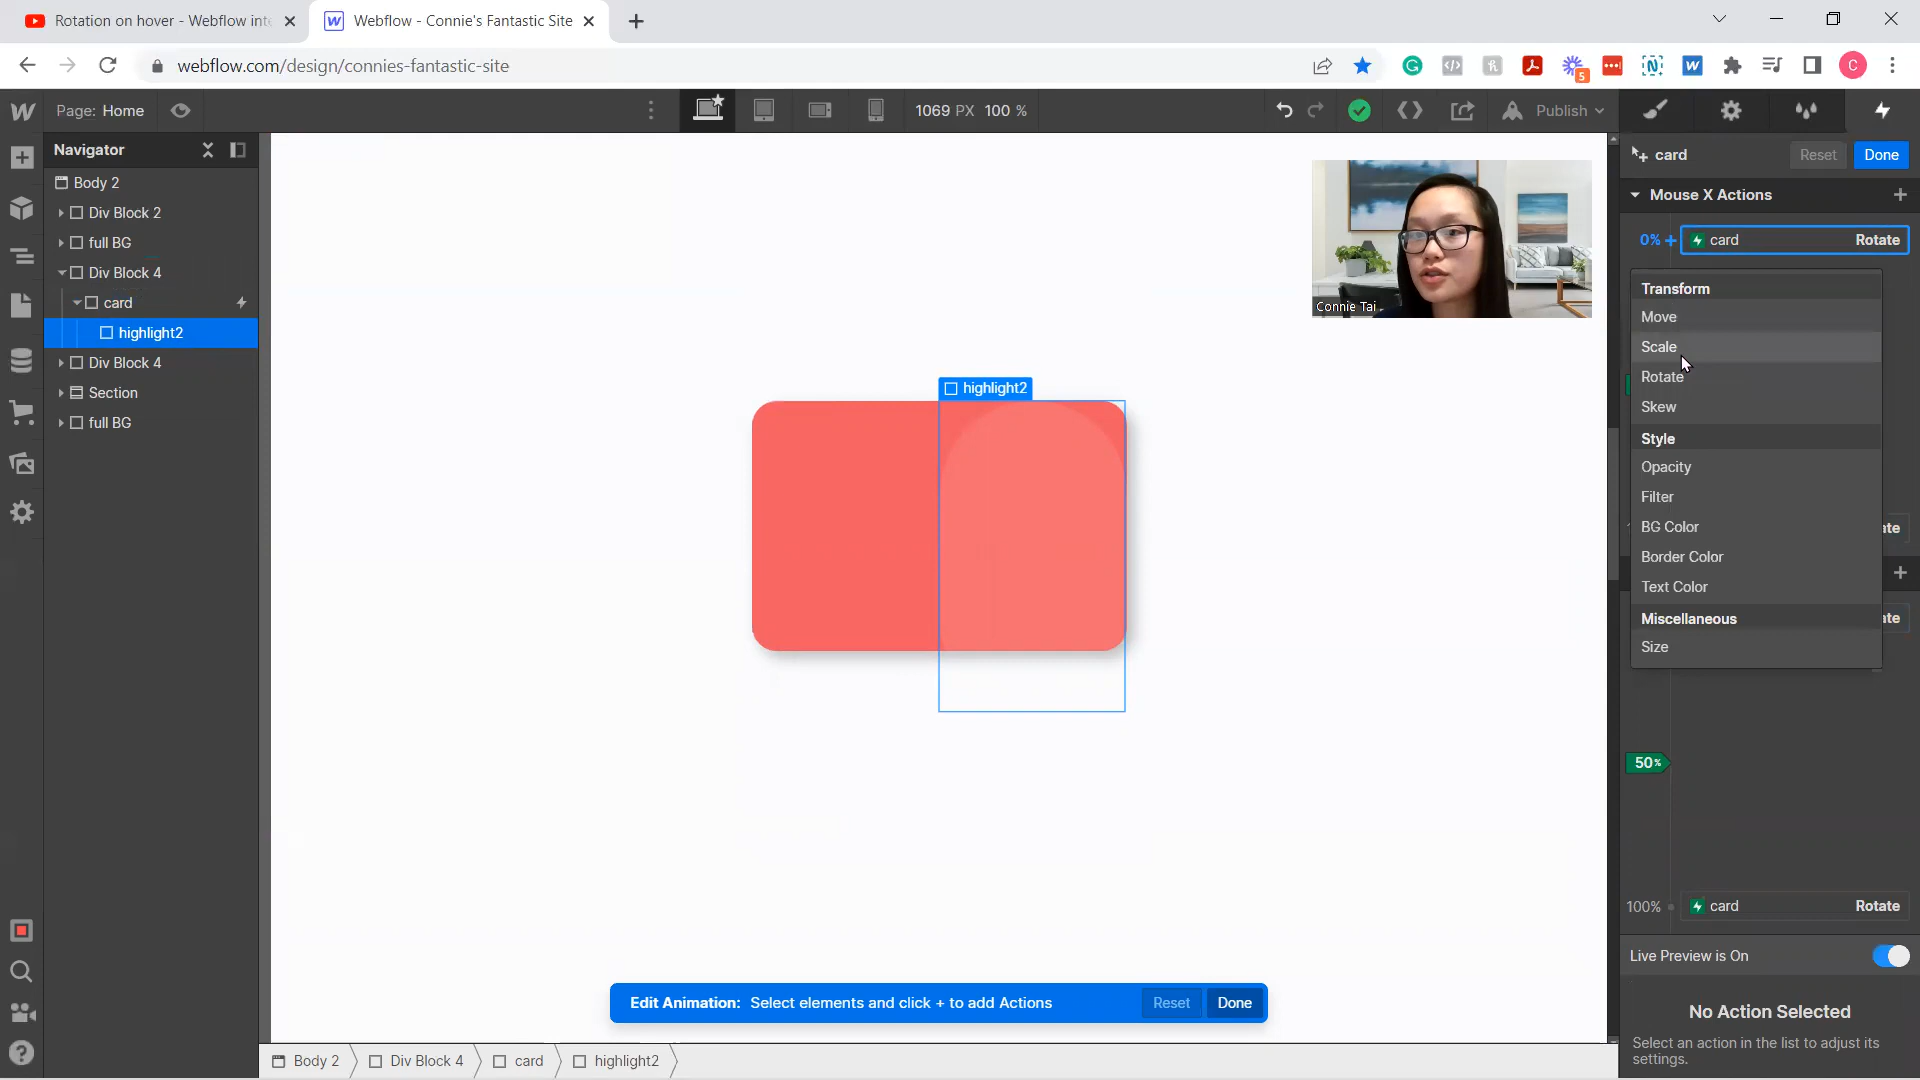 Rotation on hover - Webflow inte
Webflow - Connie's Fantastic Site
webflow.com/design/connies-fantastic-site
5
C
Page: Home
1069 PX 100 %
Publish
Navigator
Body 2
Div Block 2
full BG
Div Block 4
card
highlight2
Div Block 4
Section
full BG
highlight2
Connie Tai
card
Reset
Done
Mouse X Actions
0% + card Rotate
Transform
Move
Scale
Rotate
Skew
Style
Opacity
Filter
BG Color
Border Color
Text Color
Miscellaneous
Size
ate
ate
50%
100% card Rotate
Live Preview is On
No Action Selected
Select an action in the list to adjust its
settings.
Edit Animation: Select elements and click + to add Actions
Reset
Done
Body 2 Div Block 4 card highlight2